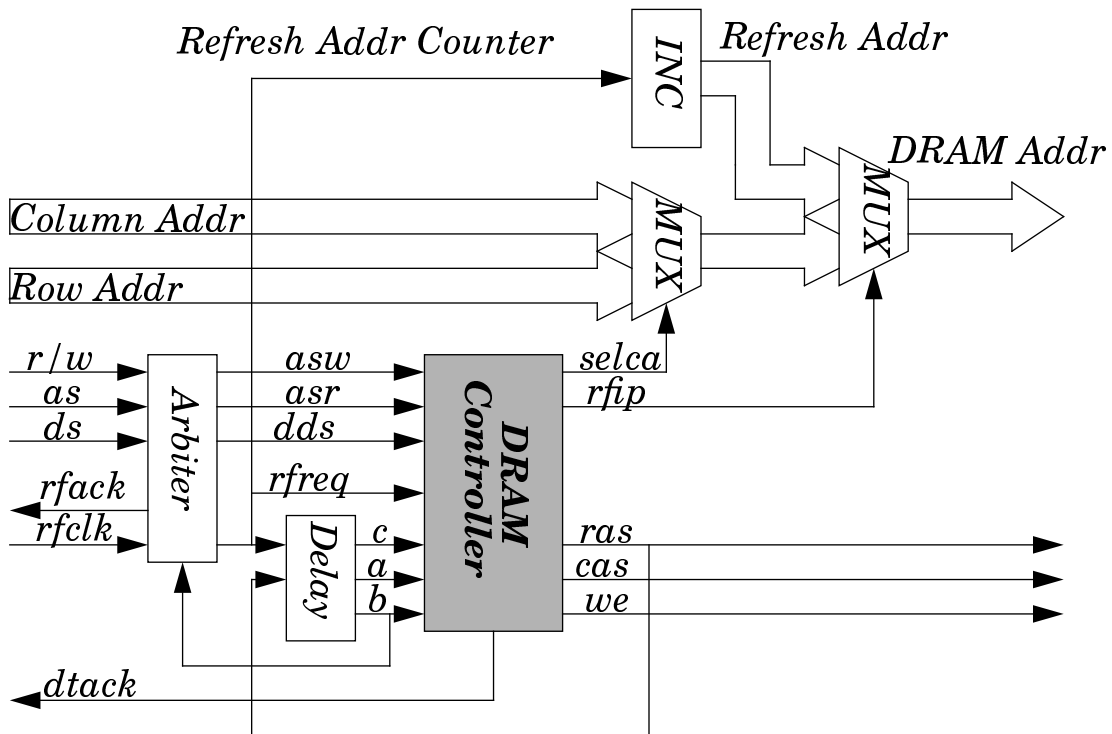 Refresh Addr Counter
INC
Refresh Addr
DRAM Addr
MUX
Column Addr
MUX
Row Addr
r/w
asw
selca
as
asr
rfip
ds
dds
Arbiter
DRAM
Controller
rfack
rfreq
rfclk
Delay
c
ras
a
cas
b
we
dtack